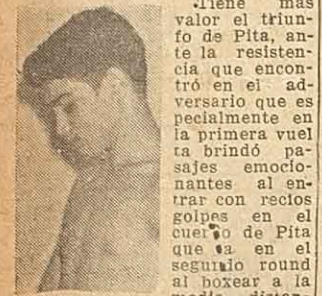 Tiene mas
valor el triun-
fo de Pita, an-
te la resisten-
cia que encon-
tró en el ad-
versario que es
pecialmente en
la primera vuel
ta brindó pa-
sajes emocio-
nantes al en-
trar con recios
golpes en el
cuerpo de Pita
que ya en el
segundo round
al boxear a la